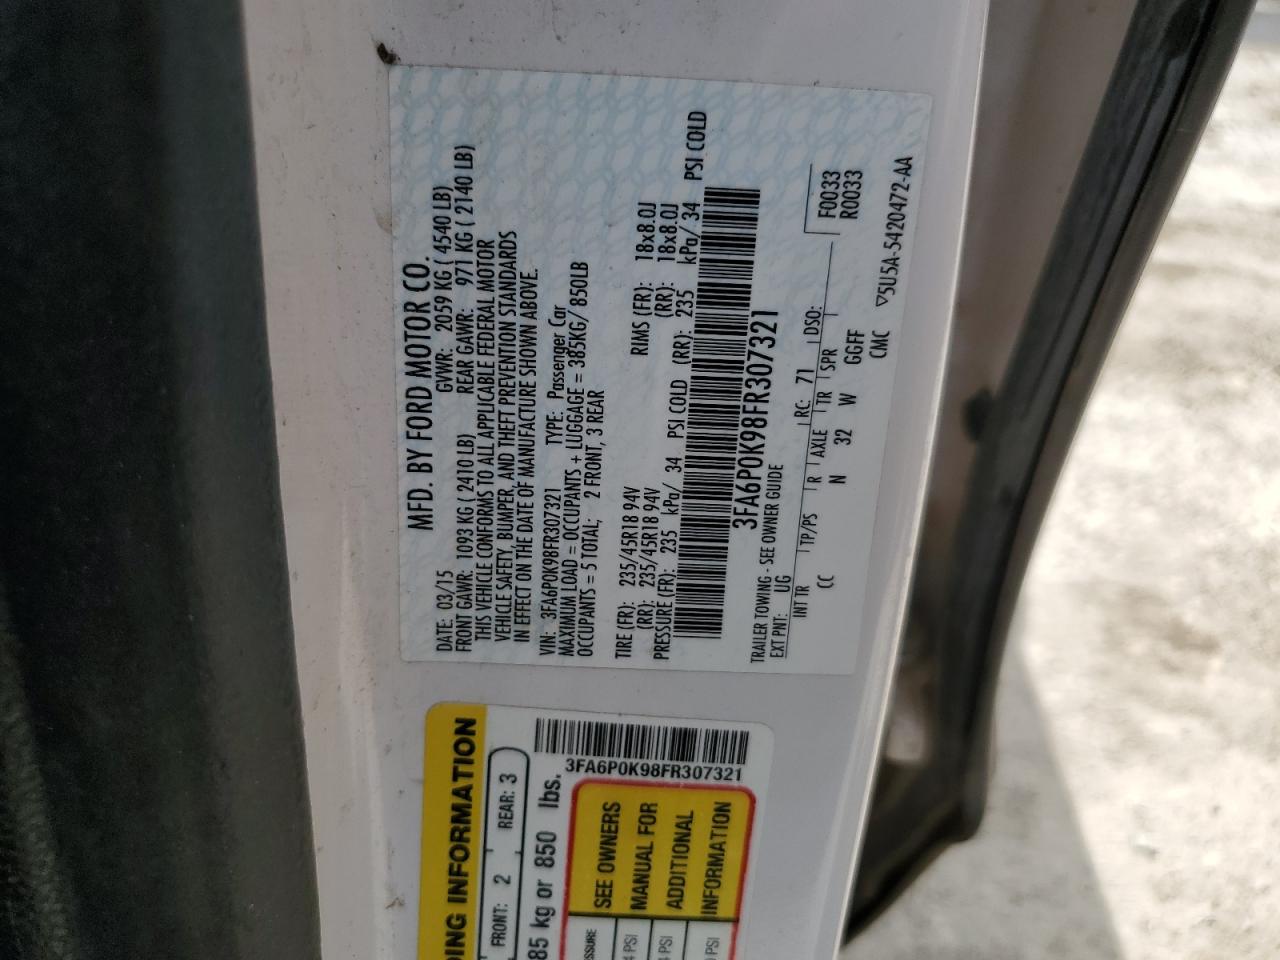 MFD. BY FORD MOTOR CO.
DATE: 03/15 GVWR: 2059 KG ( 4540 LB)
FRONT GAWR: 1093 KG ( 2410 LB) REAR GAWR: 971 KG ( 2140 LB)
THIS VEHICLE CONFORMS TO ALL APPLICABLE FEDERAL MOTOR
VEHICLE SAFETY, BUMPER, AND THEFT PREVENTION STANDARDS
IN EFFECT ON THE DATE OF MANUFACTURE SHOWN ABOVE.
VIN: 3FA6P0K98FR307321 TYPE: Passenger Car
MAXIMUM LOAD = OCCUPANTS + LUGGAGE = 385KG/ 850LB
OCCUPANTS = 5 TOTAL; 2 FRONT, 3 REAR
TIRE (FR): 235/45R18 94V RIMS (FR): 18x8.0J
(RR): 235/45R18 94V (RR): 18x8.0J
PRESSURE (FR): 235 kPa/ 34 PSI COLD (RR): 235 kPa/ 34 PSI COLD
3FA6P0K98FR307321
TRAILER TOWING - SEE OWNER GUIDE
EXT PNT: UG RC: 71 DSO:
F0033
R0033
INT TR TP/PS R AXLE TR SPR
CC N 32 W GGFF
CMC ▽5U5A-5420472-AA
DING INFORMATION
FRONT: 2 REAR: 3
85 kg or 850 lbs.
3FA6P0K98FR307321
SEE OWNERS
MANUAL FOR
ADDITIONAL
INFORMATION
PSI
PSI
PSI